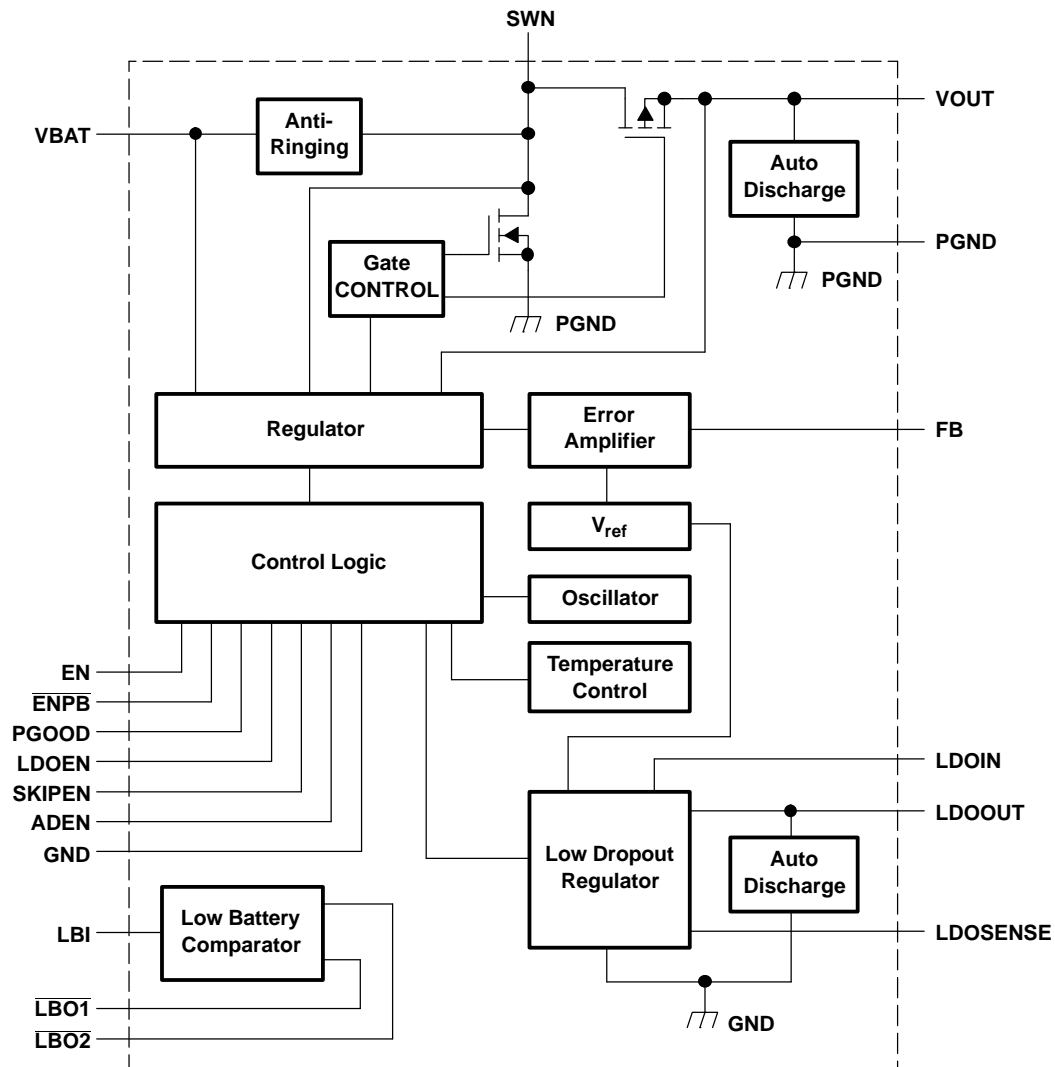 SWN
VBAT
Anti-
Ringing
VOUT
Auto
Discharge
PGND
PGND
Gate
CONTROL
PGND
Regulator
Error
Amplifier
FB
Control Logic
Vref
Oscillator
Temperature
Control
EN
ENPB
PGOOD
LDOEN
SKIPEN
ADEN
GND
LDOIN
LDOOUT
Low Dropout
Regulator
Auto
Discharge
LDOSENSE
GND
LBI
Low Battery
Comparator
LBO1
LBO2